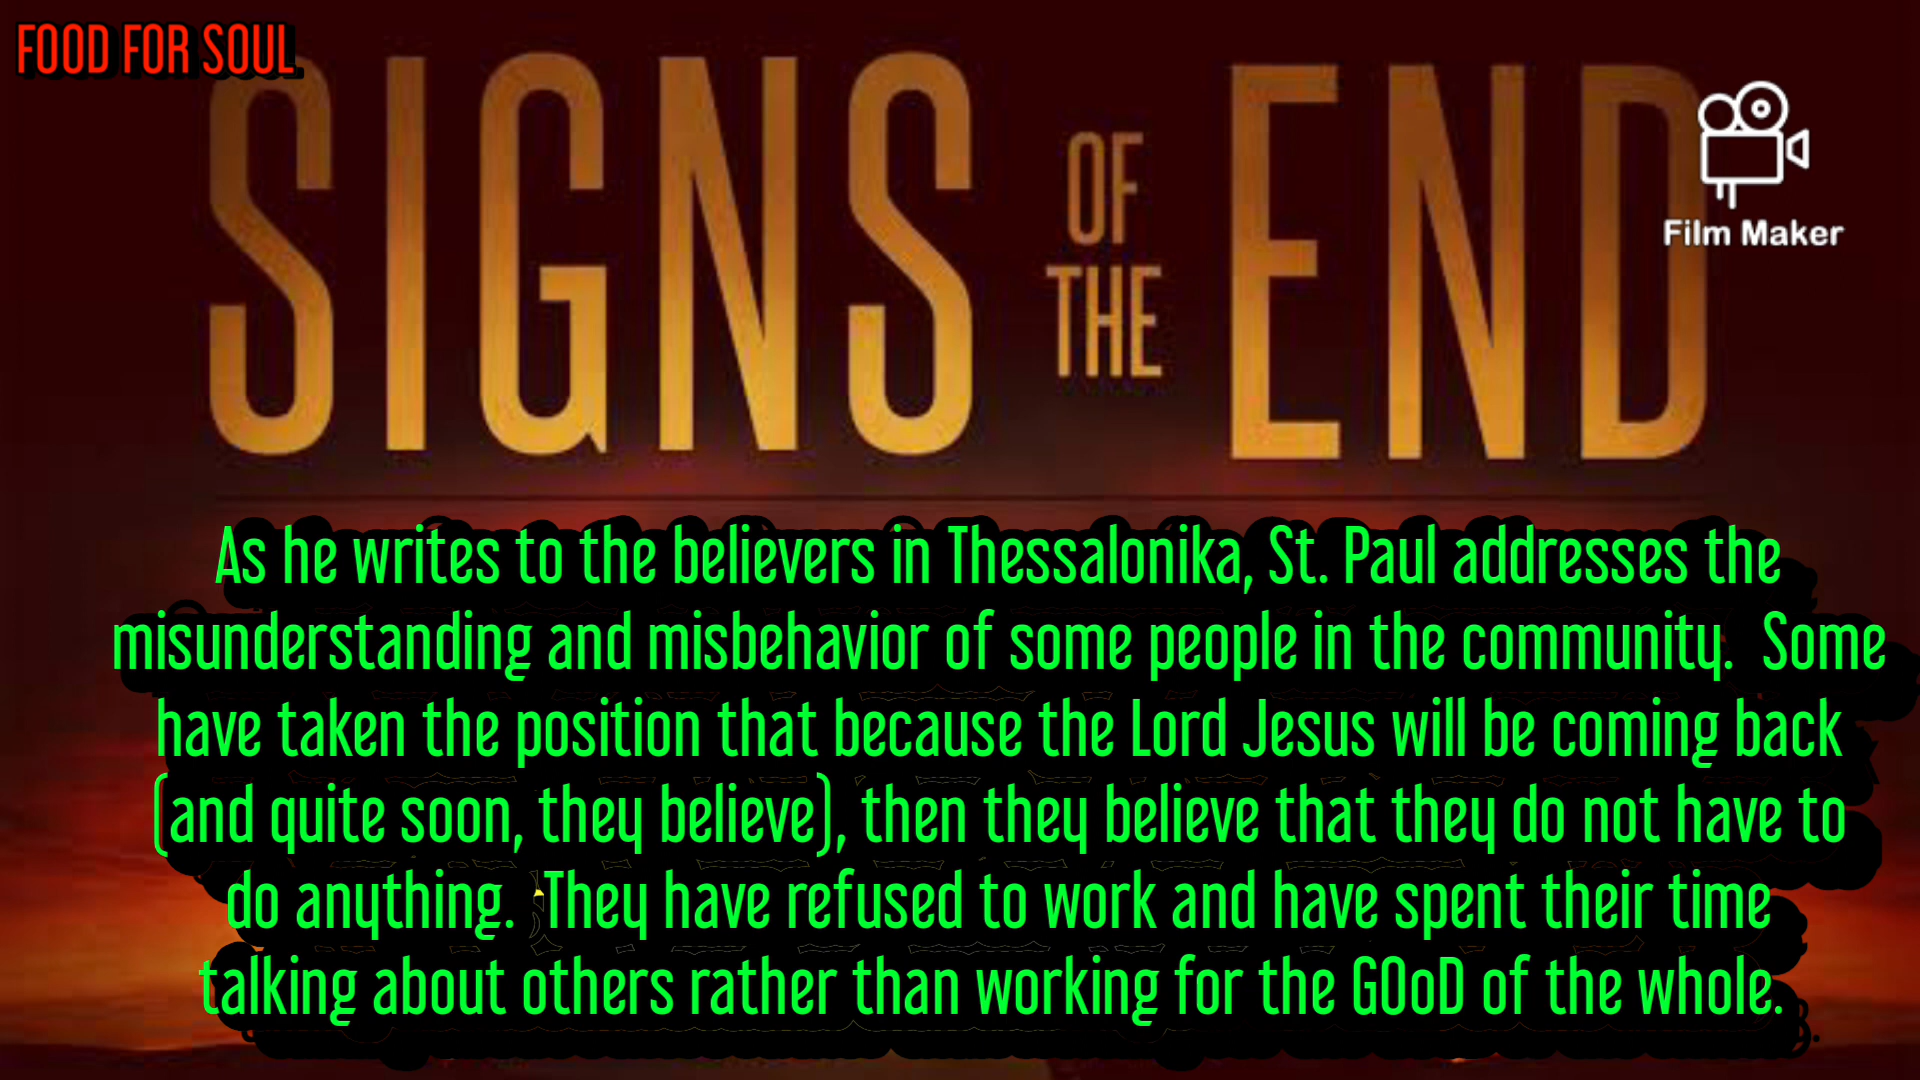 FOOD FOR SOUL
SIGNS OF THE END
Film Maker
As he writes to the believers in Thessalonika, St. Paul addresses the
misunderstanding and misbehavior of some people in the community.  Some
have taken the position that because the Lord Jesus will be coming back
(and quite soon, they believe), then they believe that they do not have to
do anything.  They have refused to work and have spent their time
talking about others rather than working for the GOoD of the whole.